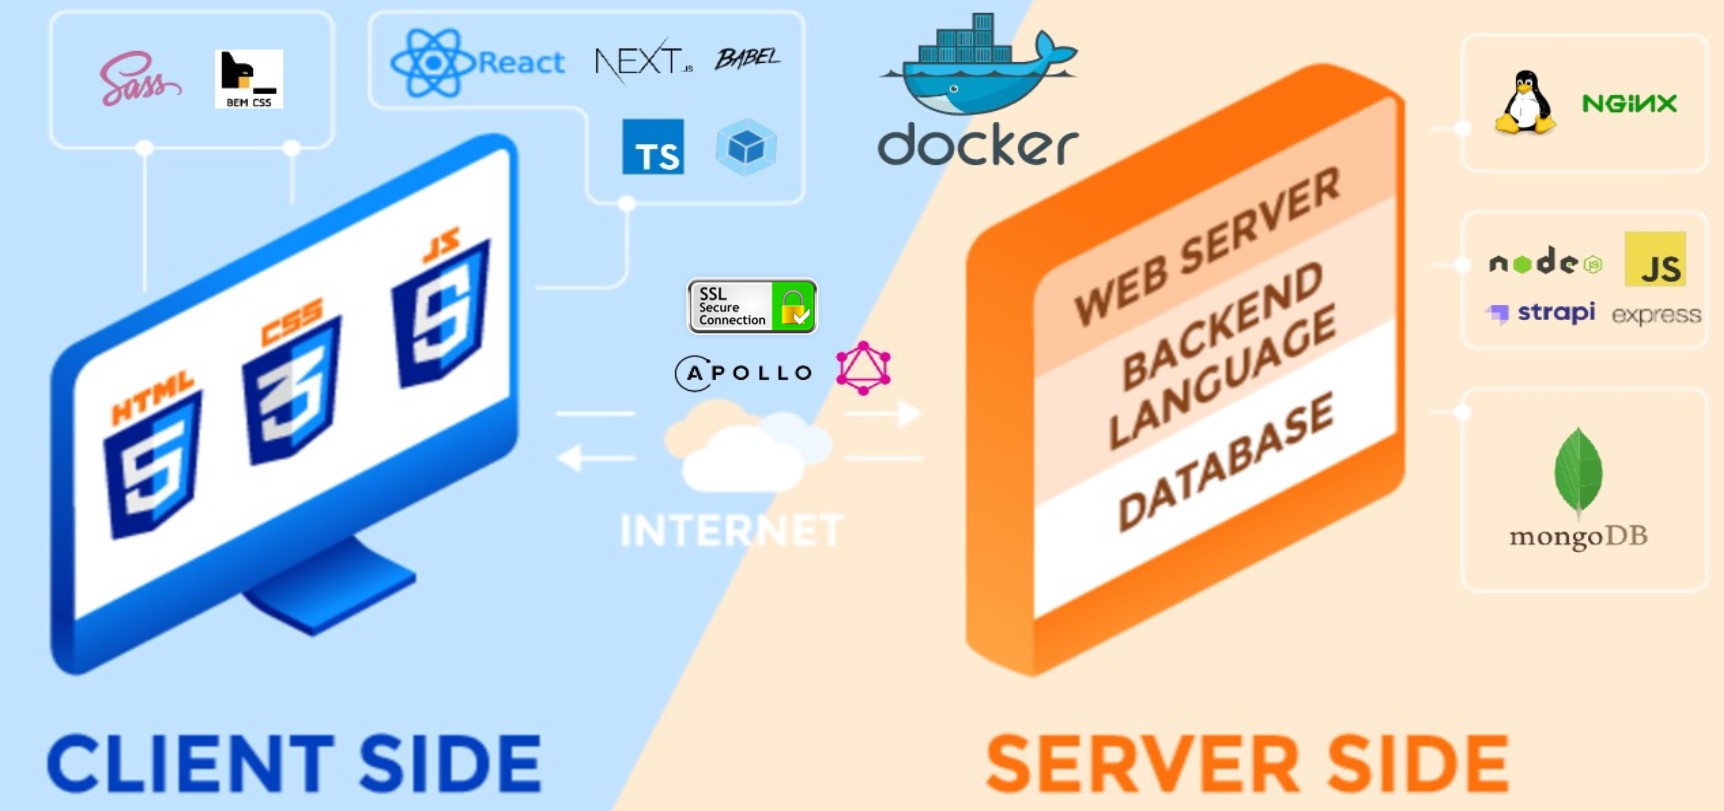 Sass
BEM CSS
React
NEXT.JS
BABEL
TS
docker
NGINX
HTML
5
CSS
3
JS
5
SSL
Secure
Connection
APOLLO
INTERNET
WEB SERVER
BACKEND
LANGUAGE
DATABASE
node
JS
JS
strapi
express
mongoDB
CLIENT SIDE
SERVER SIDE